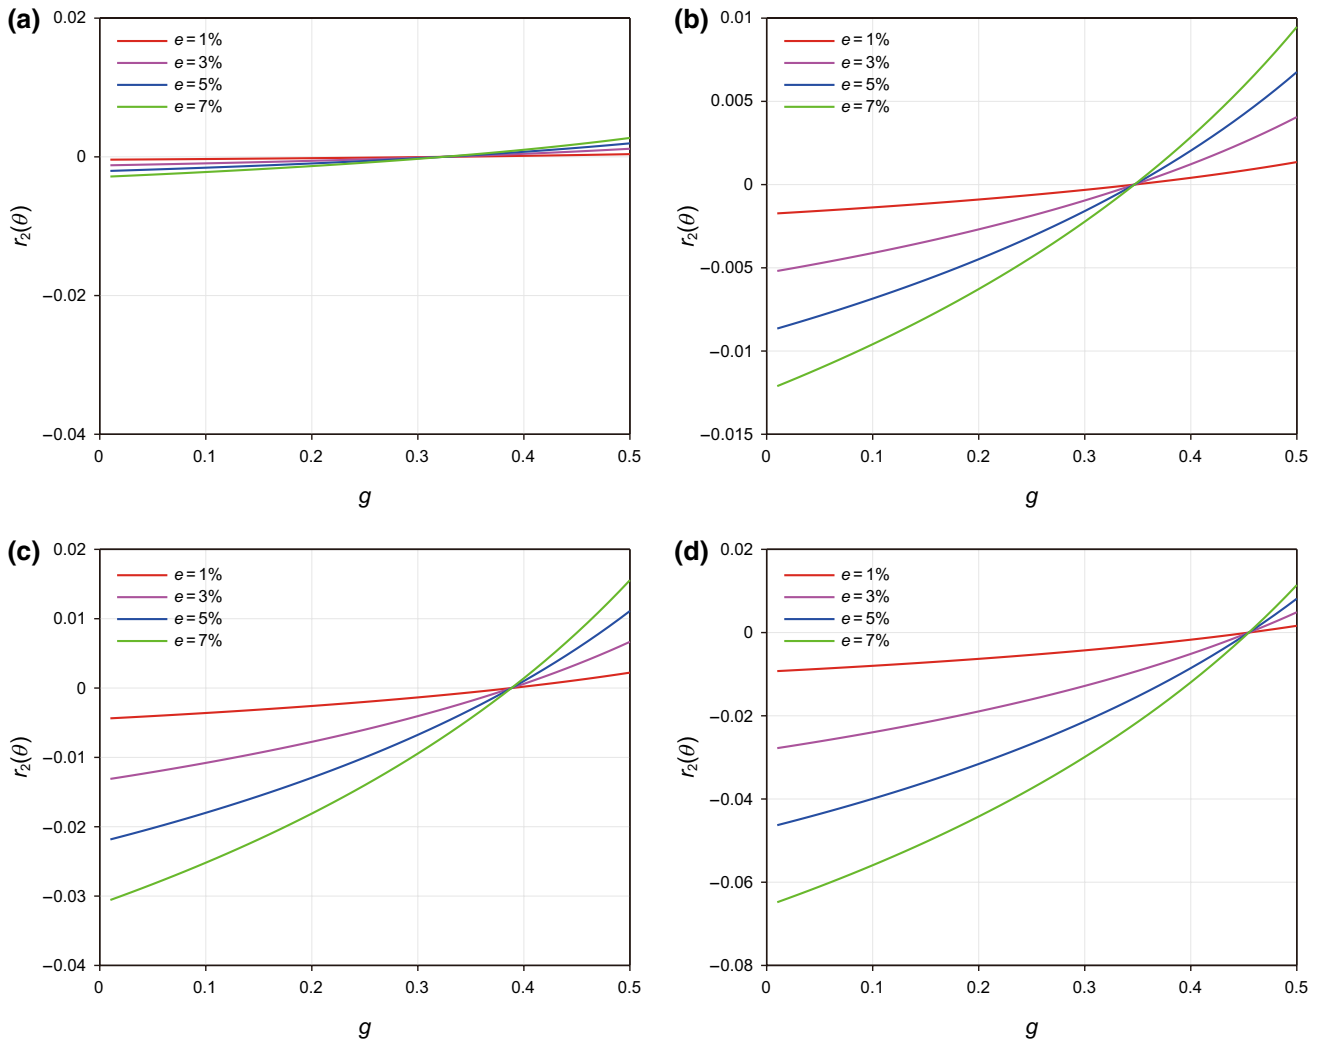 (a)
0.02
0
–0.02
–0.04
r2(θ)
e = 1%
e = 3%
e = 5%
e = 7%
0 0.1 0.2 0.3 0.4 0.5
g
(b)
0.01
0.005
0
–0.005
–0.01
–0.015
r2(θ)
e = 1%
e = 3%
e = 5%
e = 7%
0 0.1 0.2 0.3 0.4 0.5
g
(c)
0.02
0.01
0
–0.01
–0.02
–0.03
–0.04
r2(θ)
e = 1%
e = 3%
e = 5%
e = 7%
0 0.1 0.2 0.3 0.4 0.5
g
(d)
0.02
0
–0.02
–0.04
–0.06
–0.08
r2(θ)
e = 1%
e = 3%
e = 5%
e = 7%
0 0.1 0.2 0.3 0.4 0.5
g